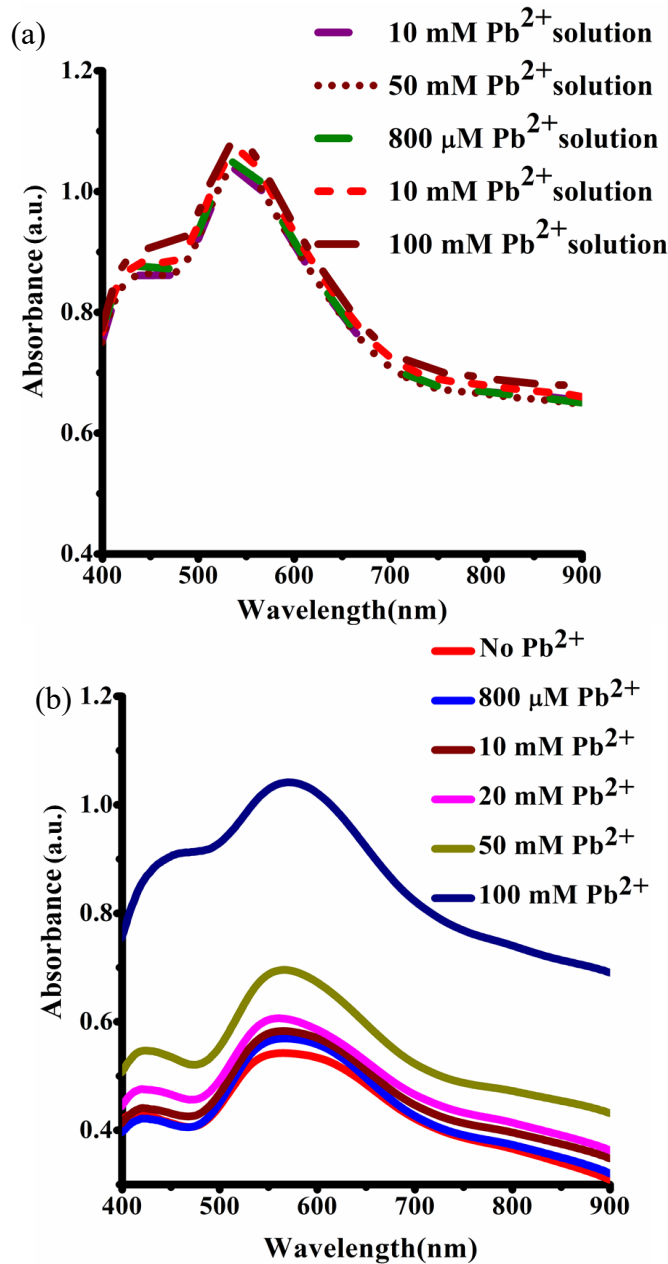 (a)
10 mM Pb2+solution
50 mM Pb2+solution
800 μM Pb2+solution
10 mM Pb2+solution
100 mM Pb2+solution
1.2
1.0
0.8
0.6
0.4
Absorbance (a.u.)
400 500 600 700 800 900
Wavelength(nm)
(b)
No Pb2+
800 μM Pb2+
10 mM Pb2+
20 mM Pb2+
50 mM Pb2+
100 mM Pb2+
1.2
1.0
0.8
0.6
0.4
Absorbance (a.u.)
400 500 600 700 800 900
Wavelength(nm)